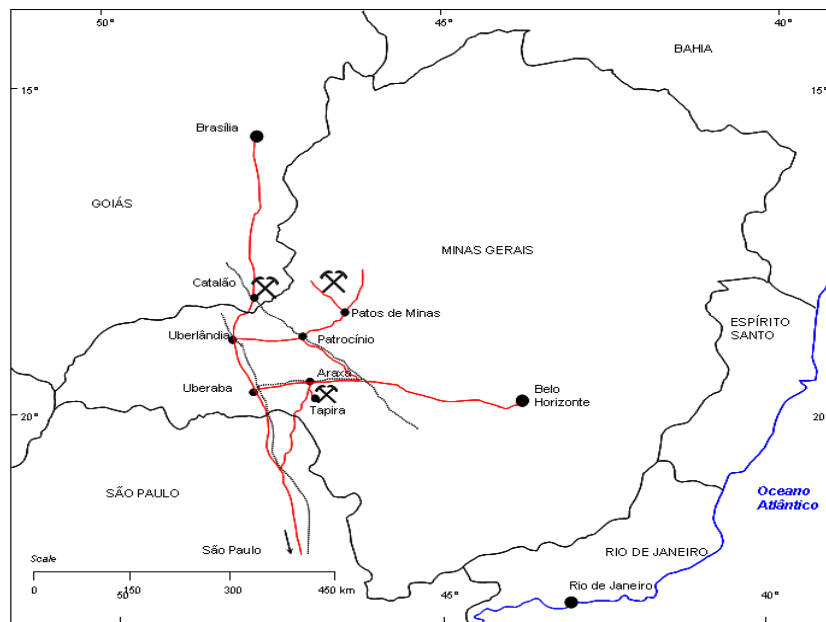 50°
45°
40°
BAHIA
15°
15°
Brasília
GOIÁS
MINAS GERAIS
Catalão
Patos de Minas
ESPÍRITO
SANTO
Uberlândia
Patrocínio
Araxa
Uberaba
Belo
Horizonte
Tapira
20°
20
SÃO PAULO
Oceano
Atlântico
São Paulo
RIO DE JANEIRO
Scale
Rio de Janeiro
0
150
300
450 km
50
45°
40°